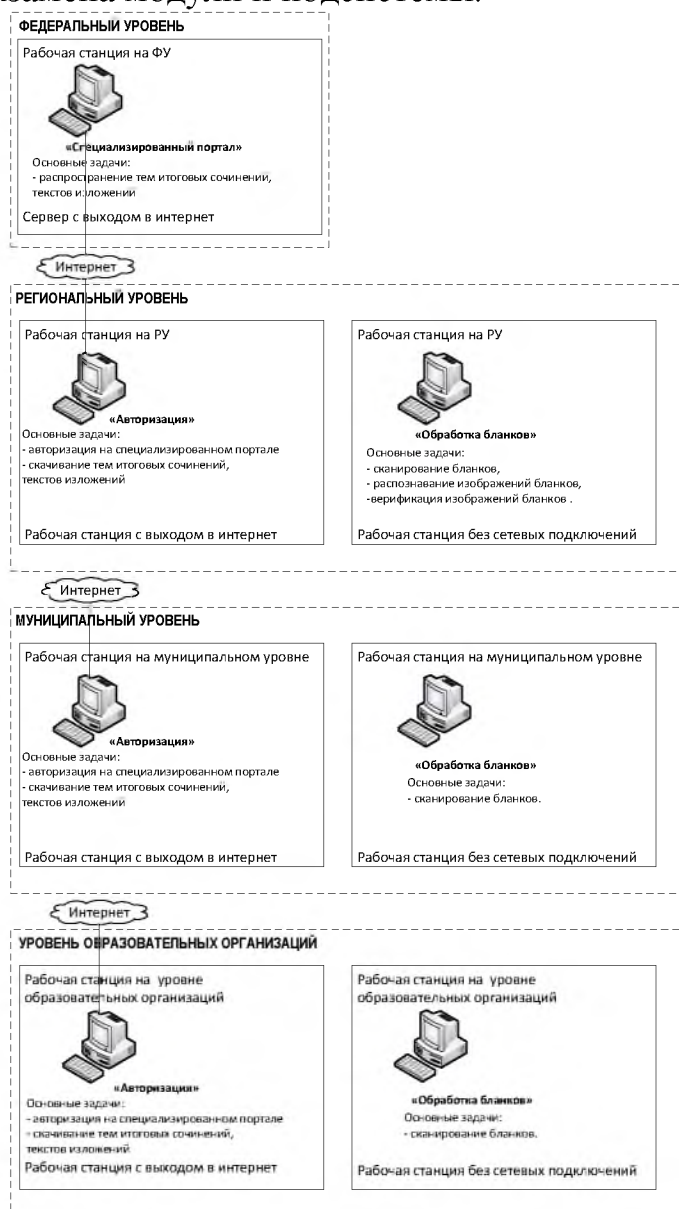 замена модули и подсистемы.
ФЕДЕРАЛЬНЫЙ УРОВЕНЬ
Рабочая станция на ФУ
«Специализированный портал»
Основные задачи:
- распространение тем итоговых сочинений,
текстов изложений
Сервер с выходом в интернет
Интернет
РЕГИОНАЛЬНЫЙ УРОВЕНЬ
Рабочая станция на РУ
«Авторизация»
Основные задачи:
- авторизация на специализированном портале
- скачивание тем итоговых сочинений,
текстов изложений
Рабочая станция с выходом в интернет
Рабочая станция на РУ
«Обработка бланков»
Основные задачи:
- сканирование бланков,
- распознавание изображений бланков,
-верификация изображений бланков .
Рабочая станция без сетевых подключений
Интернет
МУНИЦИПАЛЬНЫЙ УРОВЕНЬ
Рабочая станция на муниципальном уровне
«Авторизация»
Основные задачи:
- авторизация на специализированном портале
- скачивание тем итоговых сочинений,
текстов изложений
Рабочая станция с выходом в интернет
Рабочая станция на муниципальном уровне
«Обработка бланков»
Основные задачи:
- сканирование бланков.
Рабочая станция без сетевых подключений
Интернет
УРОВЕНЬ ОБРАЗОВАТЕЛЬНЫХ ОРГАНИЗАЦИЙ
Рабочая станция на уровне
образовательных организаций
«Авторизация»
Основные задачи:
- авторизация на специализированном портале
- скачивание тем итоговых сочинений,
текстов изложений
Рабочая станция с выходом в интернет
Рабочая станция на уровне
образовательных организаций
«Обработка бланков»
Основные задачи:
- сканирование бланков.
Рабочая станция без сетевых подключений